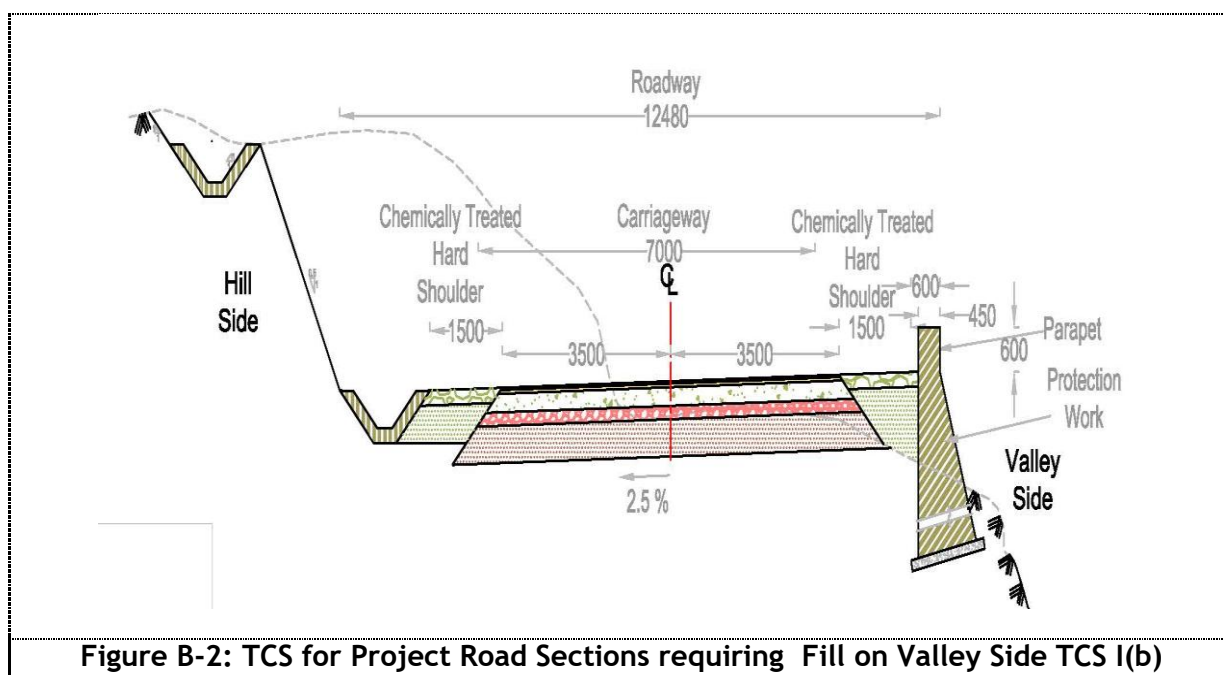 Roadway
12480
Chemically Treated
Hard
Shoulder
1500
Carriageway
7000
C L
Chemically Treated
Hard
Shoulder
1500
600
450
600
Parapet
Protection
Work
Hill
Side
3500
3500
Valley
Side
2.5 %
Figure B-2: TCS for Project Road Sections requiring Fill on Valley Side TCS I(b)